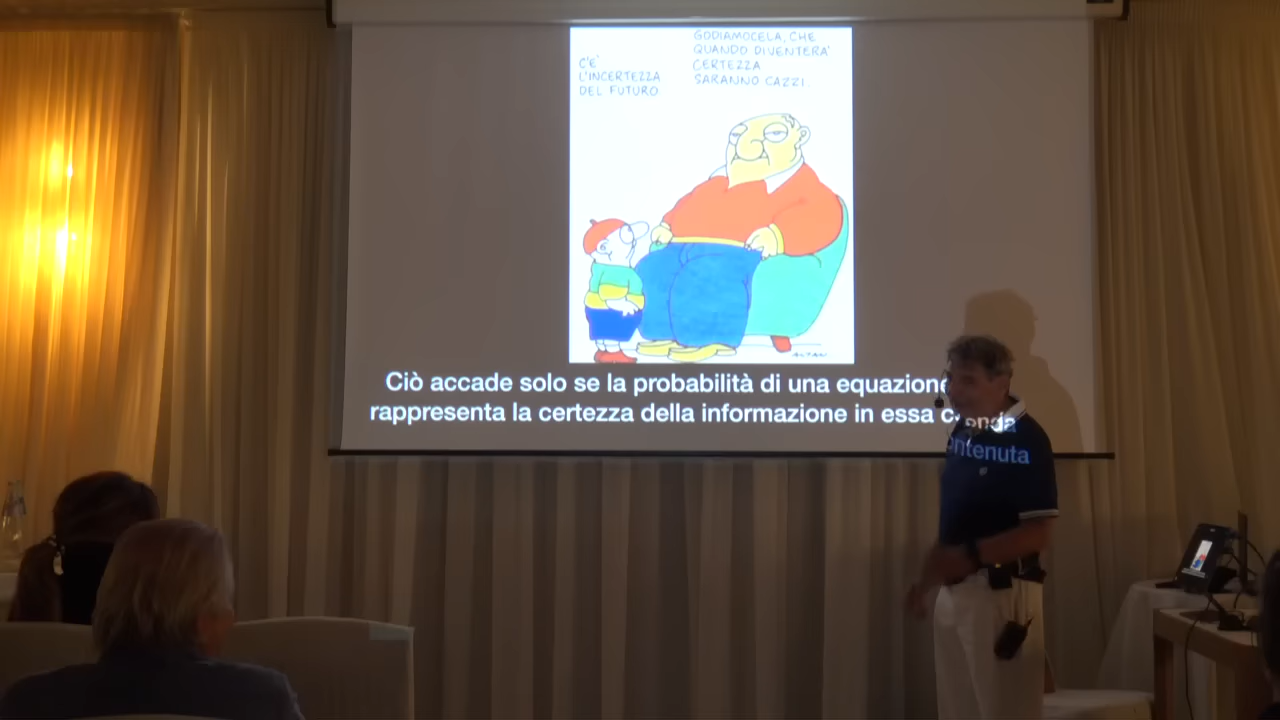 C'E'
L'INCERTEZZA
DEL FUTURO
GODIAMOCELA, CHE
QUANDO DIVENTERA'
CERTEZZA
SARANNO CAZZI.
ALTAN
Ciò accade solo se la probabilità di una equazione
rappresenta la certezza della informazione in essa contenuta